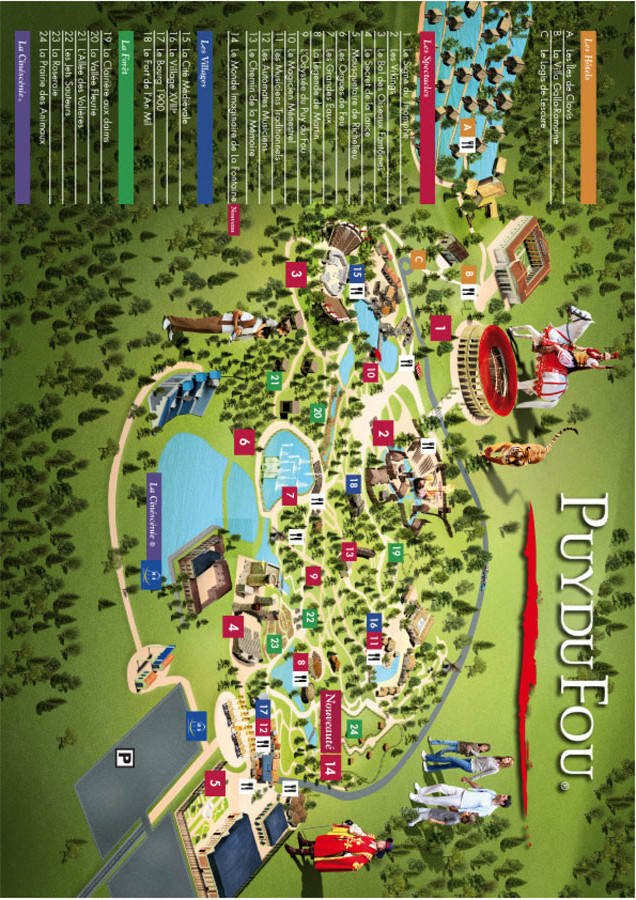 PUY DU FOU ®
Les Hôtels
A Les Iles de Clovis
B La Villa GalloRomaine
C Le logis de Lescure
Les Spectacles
1 Le Signe du Triomphe
2 Les Vikings
3 Le Bal des Oiseaux Fantômes
4 Le Secret de la Lance
5 Mousquetaire de Richelieu
6 Les Orgues de Feu
7 Les Grandes Eaux
8 La légende de Martin
9 L'Odyssée du Puy du Fou
10 Le Magicien Ménestrel
11 Les Musiciens Traditionnels
12 Les Automates Musiciens
13 Le Chemin de la Mémoire
14 Le Monde Imaginaire de La Fontaine Nouveau
Les Villages
15 La Cité Médiévale
16 Le Village XVIIIe
17 Le Bourg 1900
18 Le Fort de l'An Mil
La Forêt
19 La Clairière aux daims
20 La Vallée Fleurie
21 L'Allée des Volières
22 Les Jets Sauteurs
23 La Roseraie
24 La Prairie des Animaux
La Cinéscénie ®
A
B
C
1
2
3
15
10
21
20
6
7
18
13
19
9
16
11
22
4
23
8
Nouveauté 14
24
17
12
5
La Cinéscénie ®
P